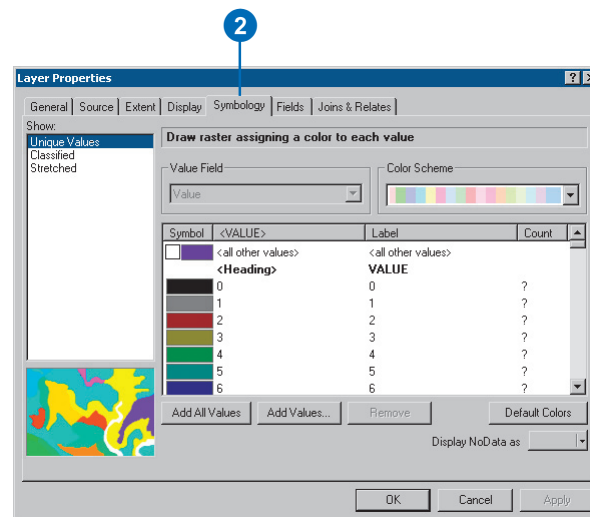 2
Layer Properties
General Source Extent Display Symbology Fields Joins & Relates
Show:
Unique Values
Classified
Stretched
Draw raster assigning a color to each value
Value Field
Value
Color Scheme
Symbol <VALUE> Label Count
<all other values> <all other values>
<Heading> VALUE
0 0 ?
1 1 ?
2 2 ?
3 3 ?
4 4 ?
5 5 ?
6 6 ?
Add All Values Add Values... Remove Default Colors
Display NoData as
OK Cancel Apply